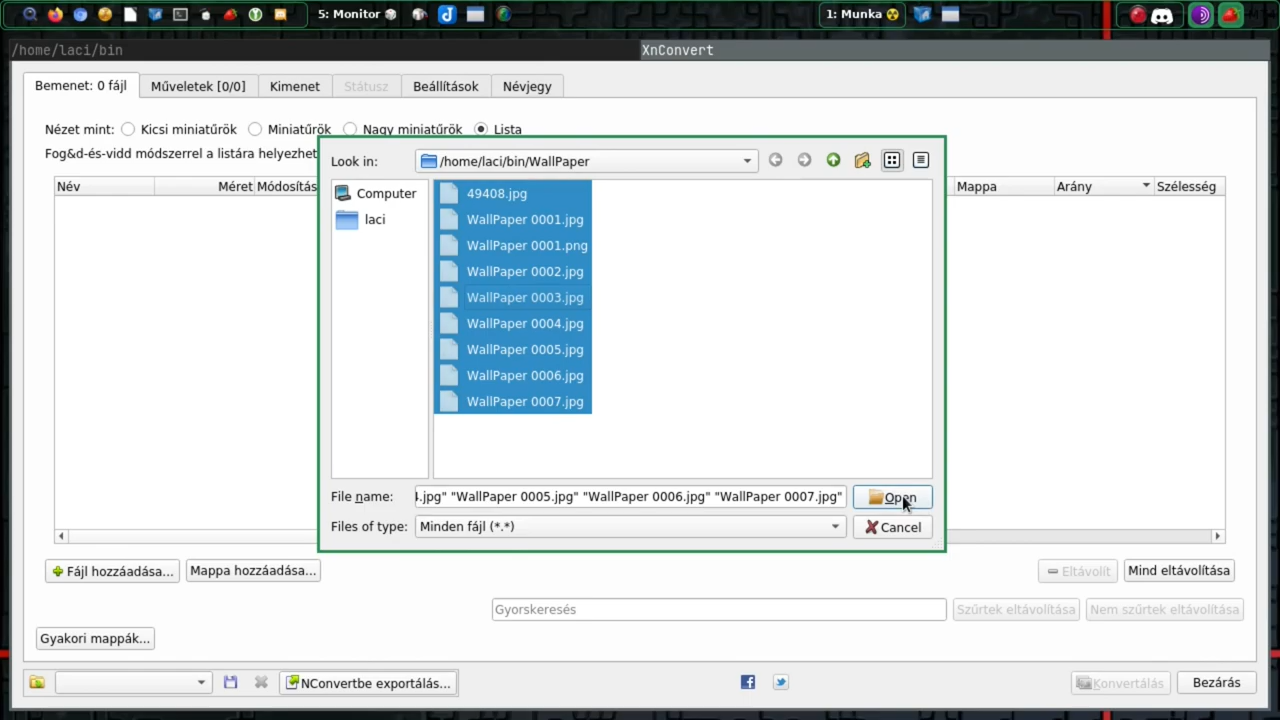 5: Monitor
1: Munka
/home/laci/bin
XnConvert
Bemenet: 0 fájl
Műveletek [0/0]
Kimenet
Státusz
Beállítások
Névjegy
Nézet mint:
Kicsi miniatűrök
Miniatűrök
Nagy miniatűrök
Lista
Fog&d-és-vidd módszerrel a listára helyezhet
Név
Méret
Módosítás
Mappa
Arány
Szélesség
Look in:
/home/laci/bin/WallPaper
Computer
laci
49408.jpg
WallPaper 0001.jpg
WallPaper 0001.png
WallPaper 0002.jpg
WallPaper 0003.jpg
WallPaper 0004.jpg
WallPaper 0005.jpg
WallPaper 0006.jpg
WallPaper 0007.jpg
File name:
.jpg" "WallPaper 0005.jpg" "WallPaper 0006.jpg" "WallPaper 0007.jpg"
Open
Files of type:
Minden fájl (*.*)
Cancel
Fájl hozzáadása...
Mappa hozzáadása...
Eltávolít
Mind eltávolítása
Gyorskeresés
Szűrtek eltávolítása
Nem szűrtek eltávolítása
Gyakori mappák...
NConvertbe exportálás...
Konvertálás
Bezárás